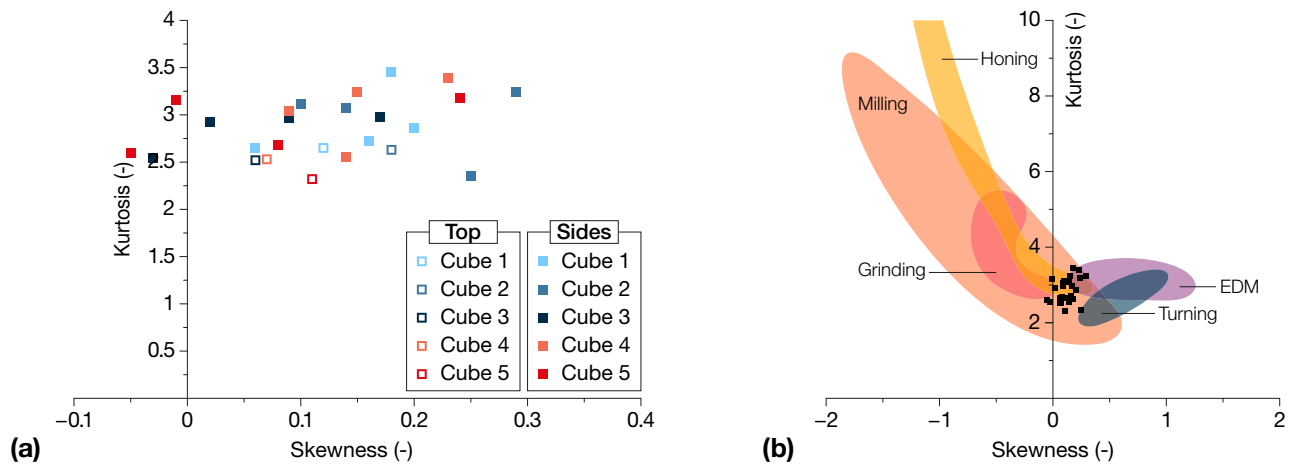 4
3.5
3
2.5
2
1.5
1
0.5
Kurtosis (-)
−0.1
0
0.1
0.2
0.3
0.4
Skewness (-)
Top
Cube 1
Cube 2
Cube 3
Cube 4
Cube 5
Sides
Cube 1
Cube 2
Cube 3
Cube 4
Cube 5
(a)
10
8
6
4
2
Kurtosis (-)
Honing
Milling
Grinding
EDM
Turning
−2
−1
0
1
2
Skewness (-)
(b)